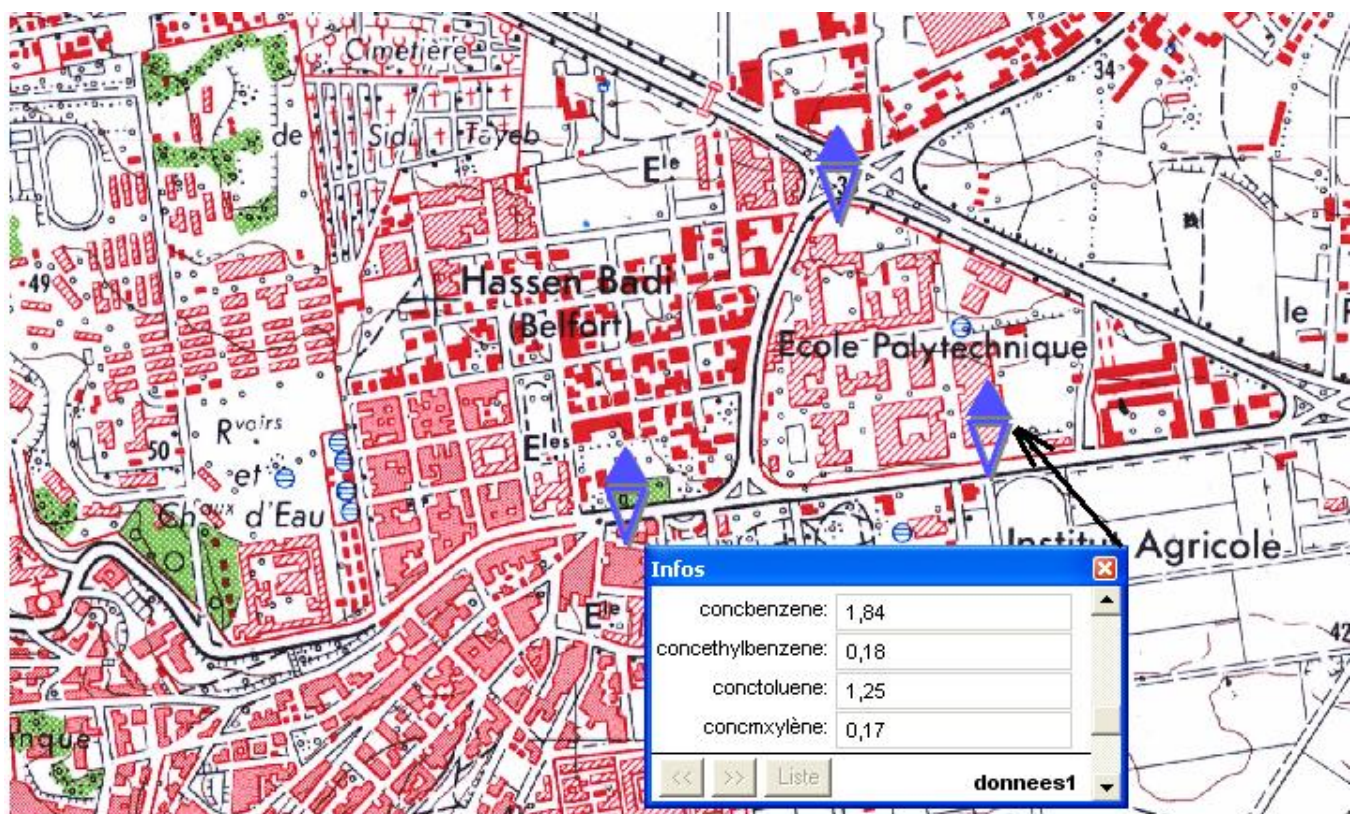 Cimetière
de Sidi Tayeb
34
Eˡᵉ
3
49
Hassen Badi
(Belfort)
le
Ecole Polytechnique
Rᵛᵒⁱʳˢ
et
Chᵃᵘˣ d'Eau
50
Eˡᵉˢ
Institut Agricole
Eˡᵉ
42
Infos
concbenzene: 1,84
concethylbenzene: 0,18
conctoluene: 1,25
concmxylène: 0,17
<< >> Liste donnees1